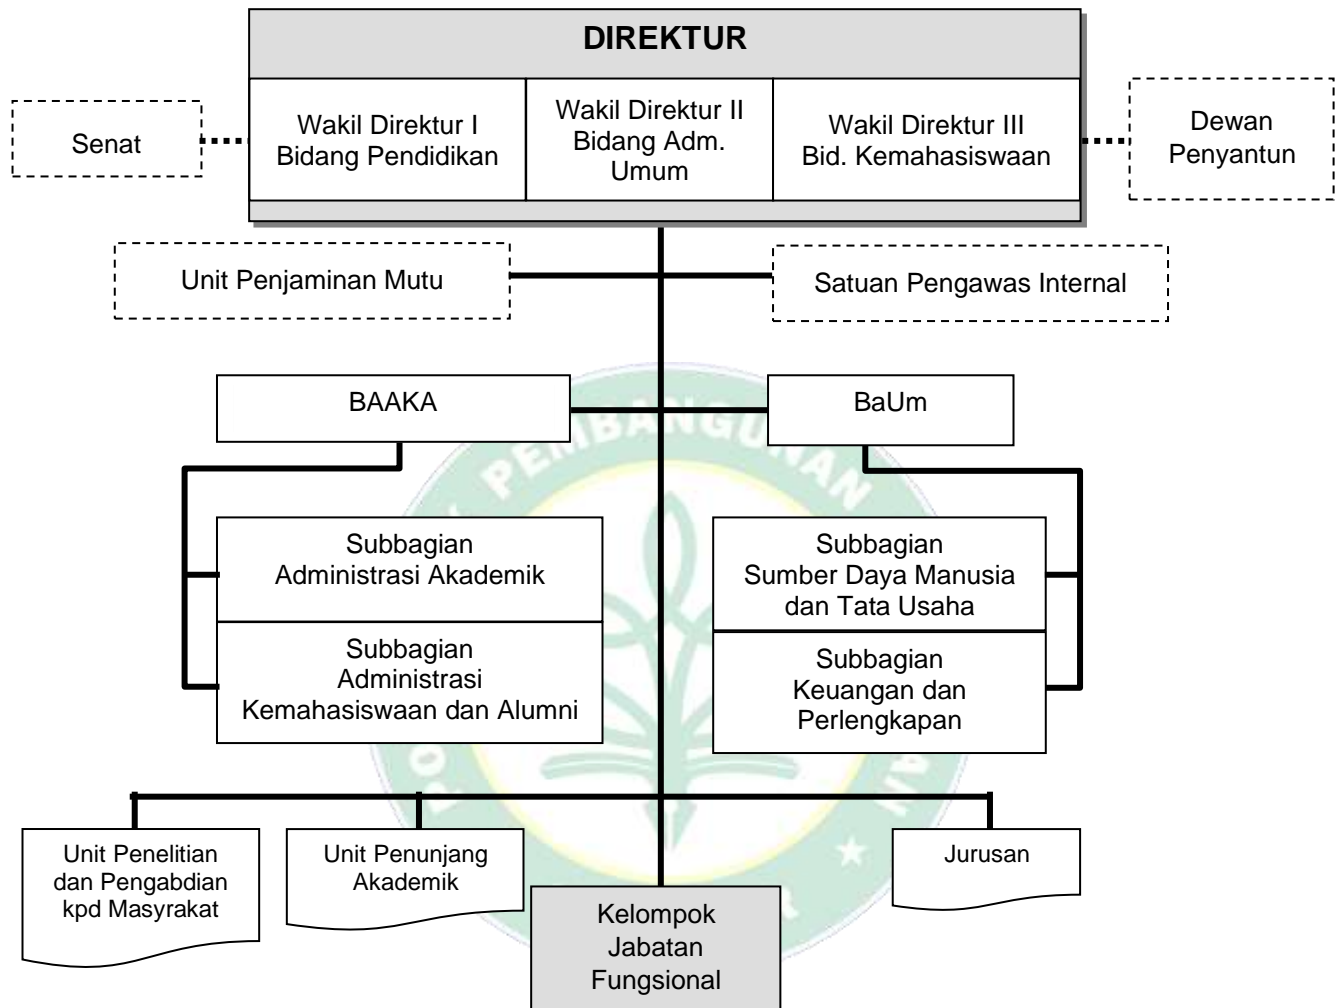 DIREKTUR
Wakil Direktur I
Bidang Pendidikan
Wakil Direktur II
Bidang Adm.
Umum
Wakil Direktur III
Bid. Kemahasiswaan
Senat
Dewan
Penyantun
Unit Penjaminan Mutu
Satuan Pengawas Internal
BAAKA
BaUm
PEMBANGUNAN
Subbagian
Administrasi Akademik
Subbagian
Sumber Daya Manusia
dan Tata Usaha
Subbagian
Administrasi
Kemahasiswaan dan Alumni
Subbagian
Keuangan dan
Perlengkapan
Unit Penelitian
dan Pengabdian
kpd Masyrakat
Unit Penunjang
Akademik
Jurusan
Kelompok
Jabatan
Fungsional